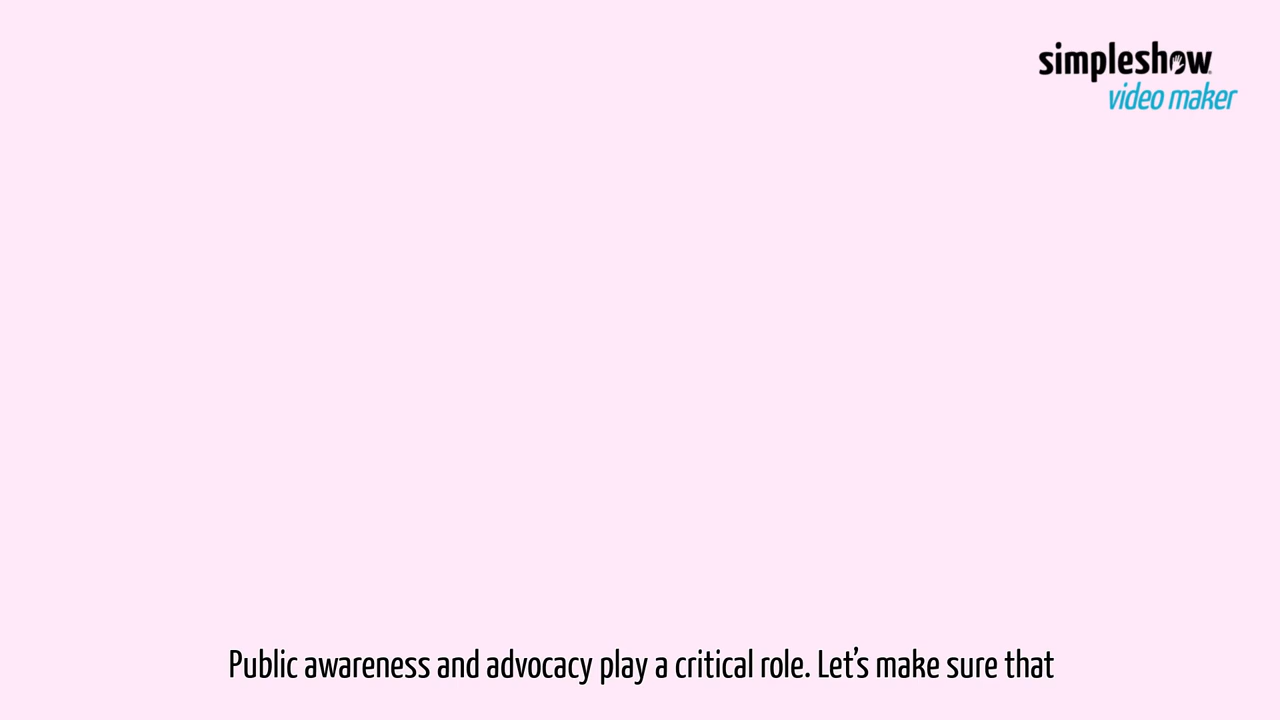 simpleshow
video maker
Public awareness and advocacy play a critical role. Let's make sure that